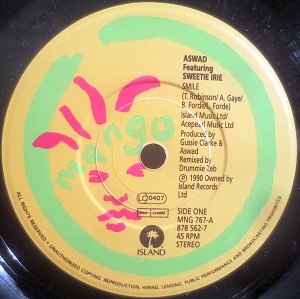 ASWAD
Featuring
SWEETIE IRIE
SMILE
(T. Robinson/ A. Gaye/
B. Forde/L. Forde)
Island Music Ltd/
Acepearl Music Ltd
Produced by
Gussie Clarke &
Aswad
Remixed by
Drummie Zeb
℗ 1990 Owned by
Island Records
Ltd
mango
LC0407
SIDE ONE
MNG 767-A
878 562-7
45 RPM
STEREO
ISLAND
ALL RIGHTS RESERVED • UNAUTHORIZED COPYING, REPRODUCTION, HIRING, LENDING, PUBLIC PERFORMANCE AND BROADCASTING PROHIBITED